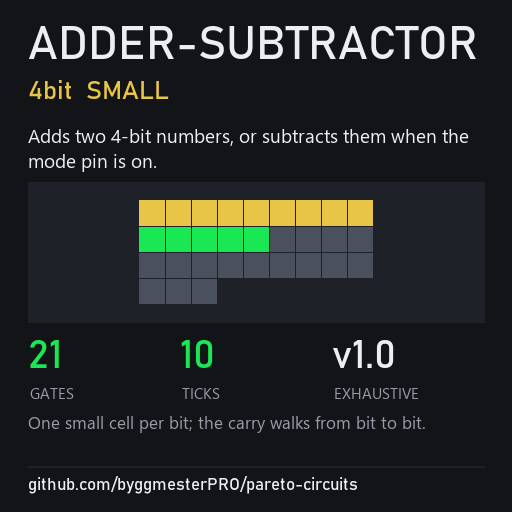 ADDER-SUBTRACTOR
4bit SMALL
Adds two 4-bit numbers, or subtracts them when the
mode pin is on.
21 10 v1.0
GATES TICKS EXHAUSTIVE
One small cell per bit; the carry walks from bit to bit.
github.com/byggmesterPRO/pareto-circuits